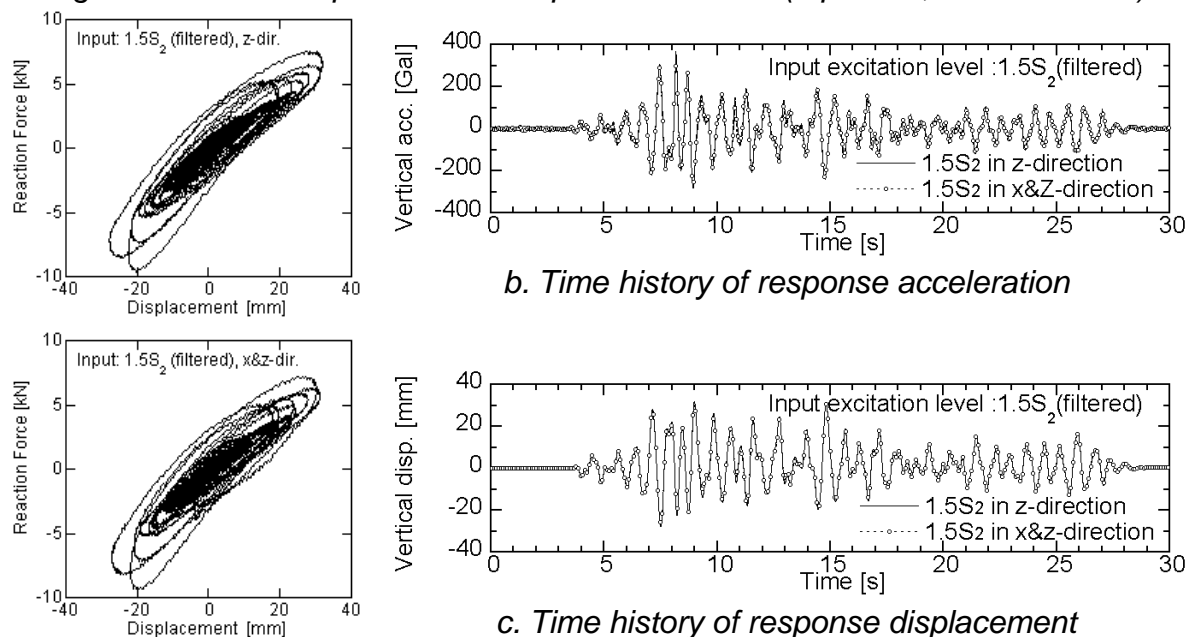 Input: 1.5S2 (filtered), z-dir.
Reaction Force [kN]
10
5
0
-5
-10
-40 -20 0 20 40
Displacement [mm]
Input excitation level :1.5S2(filtered)
Vertical acc. [Gal]
400
200
0
-200
-400
1.5S2 in z-direction
1.5S2 in x&Z-direction
0 5 10 15 20 25 30
Time [s]
b. Time history of response acceleration
Input: 1.5S2 (filtered), x&z-dir.
Reaction Force [kN]
10
5
0
-5
-10
-40 -20 0 20 40
Displacement [mm]
Input excitation level :1.5S2(filtered)
Vertical disp. [mm]
40
20
0
-20
-40
1.5S2 in z-direction
1.5S2 in x&z-direction
0 5 10 15 20 25 30
Time [s]
c. Time history of response displacement